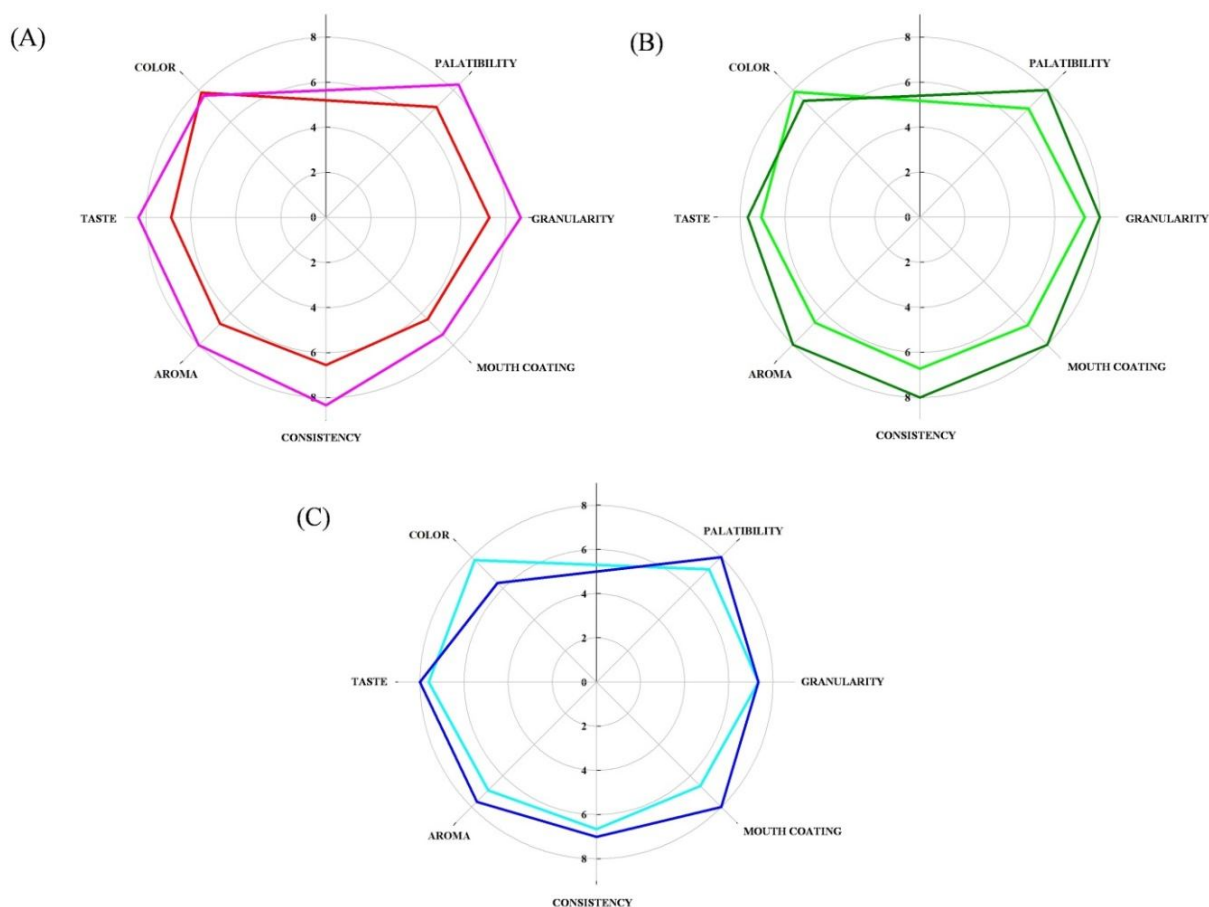 (A)
8
COLOR
PALATIBILITY
6
4
2
TASTE
0
GRANULARITY
2
4
AROMA
6
MOUTH COATING
8
CONSISTENCY
(B)
8
COLOR
PALATIBILITY
6
4
2
TASTE
0
GRANULARITY
2
4
AROMA
6
MOUTH COATING
8
CONSISTENCY
(C)
8
COLOR
PALATIBILITY
6
4
2
TASTE
0
GRANULARITY
2
4
AROMA
6
MOUTH COATING
8
CONSISTENCY